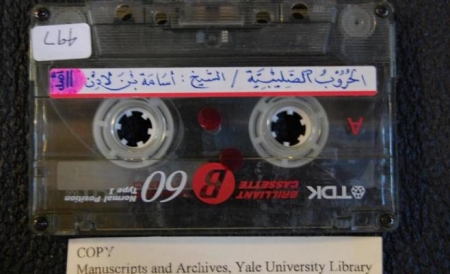 497
الحروب الصليبية / الشيخ : أسامة بن لادن
A
TDK
BRILLIANT CASSETTE
B
60
Normal Position
Type I
COPY
Manuscripts and Archives, Yale University Library